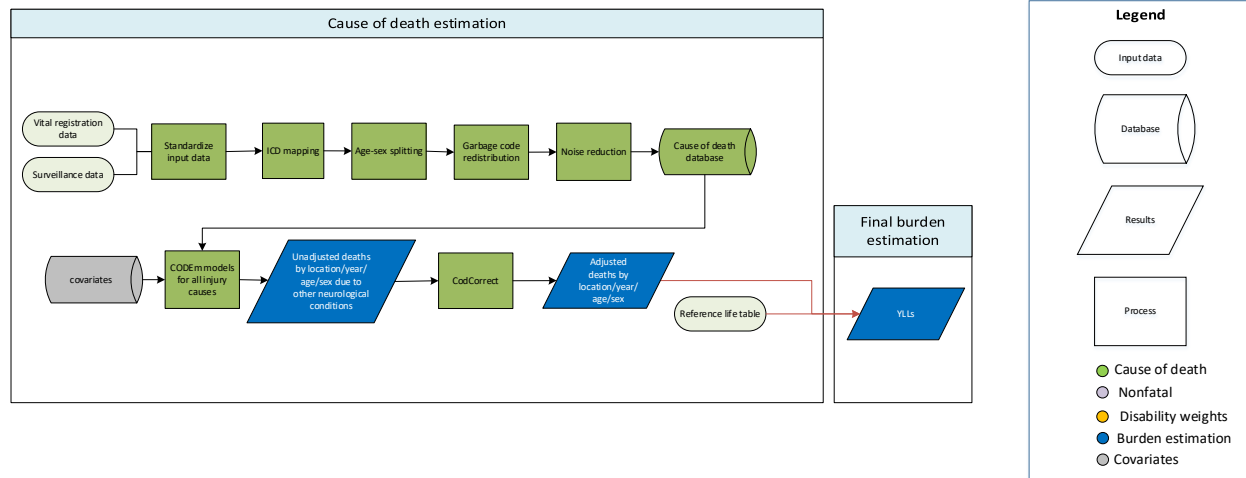 Cause of death estimation
Vital registration
data
Surveillance data
Standardize
input data
ICD mapping
Age-sex splitting
Garbage code
redistribution
Noise reduction
Cause of death
database
covariates
CODEm models
for all injury
causes
Unadjusted deaths
by location/year/
age/sex due to
other neurological
conditions
CodCorrect
Adjusted
deaths by
location/year/
age/sex
Reference life table
Final burden
estimation
YLLs
Legend
Input data
Database
Results
Process
Cause of death
Nonfatal
Disability weights
Burden estimation
Covariates